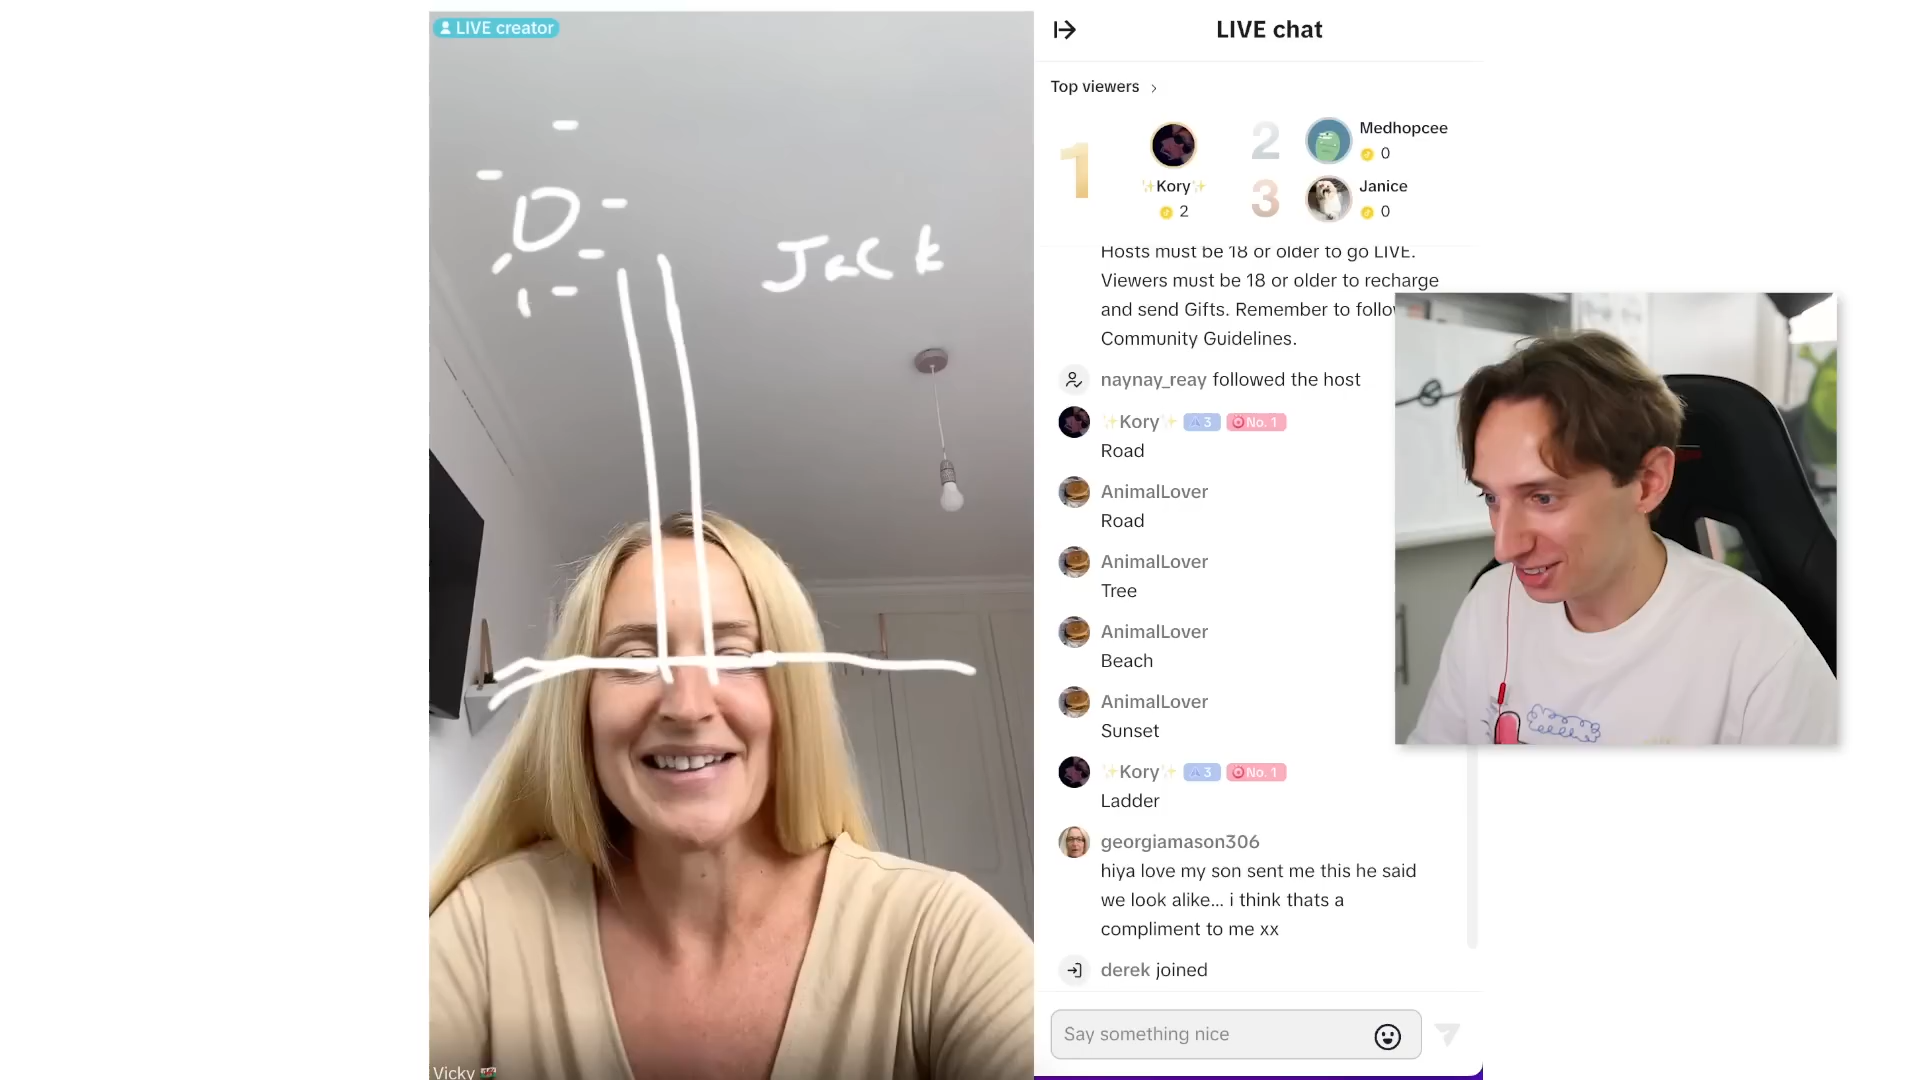 LIVE creator
Jack
Vicky
LIVE chat
Top viewers
1
✨Kory✨
2
2
Medhopcee
0
3
Janice
0
Hosts must be 18 or older to go LIVE.
Viewers must be 18 or older to recharge
and send Gifts. Remember to follo
Community Guidelines.
naynay_reay followed the host
✨Kory✨ 3 No. 1
Road
AnimalLover
Road
AnimalLover
Tree
AnimalLover
Beach
AnimalLover
Sunset
✨Kory✨ 3 No. 1
Ladder
georgiamason306
hiya love my son sent me this he said
we look alike... i think thats a
compliment to me xx
derek joined
Say something nice